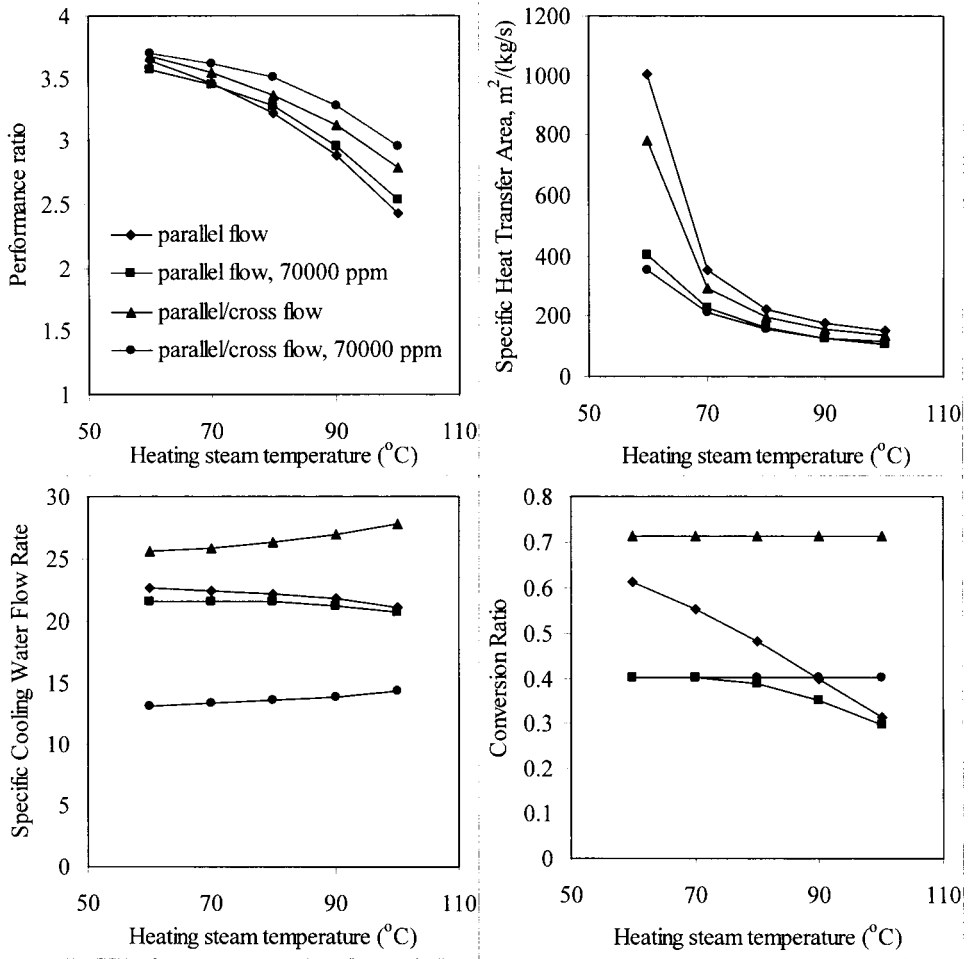 4
3.5
3
2.5
2
1.5
1
Performance ratio
parallel flow
parallel flow, 70000 ppm
parallel/cross flow
parallel/cross flow, 70000 ppm
50 70 90 110
Heating steam temperature (°C)
1200
1000
800
600
400
200
0
Specific Heat Transfer Area, m²/(kg/s)
50 70 90 110
Heating steam temperature (°C)
30
25
20
15
10
5
0
Specific Cooling Water Flow Rate
50 70 90 110
Heating steam temperature (°C)
0.8
0.7
0.6
0.5
0.4
0.3
0.2
0.1
0
Conversion Ratio
50 70 90 110
Heating steam temperature (°C)